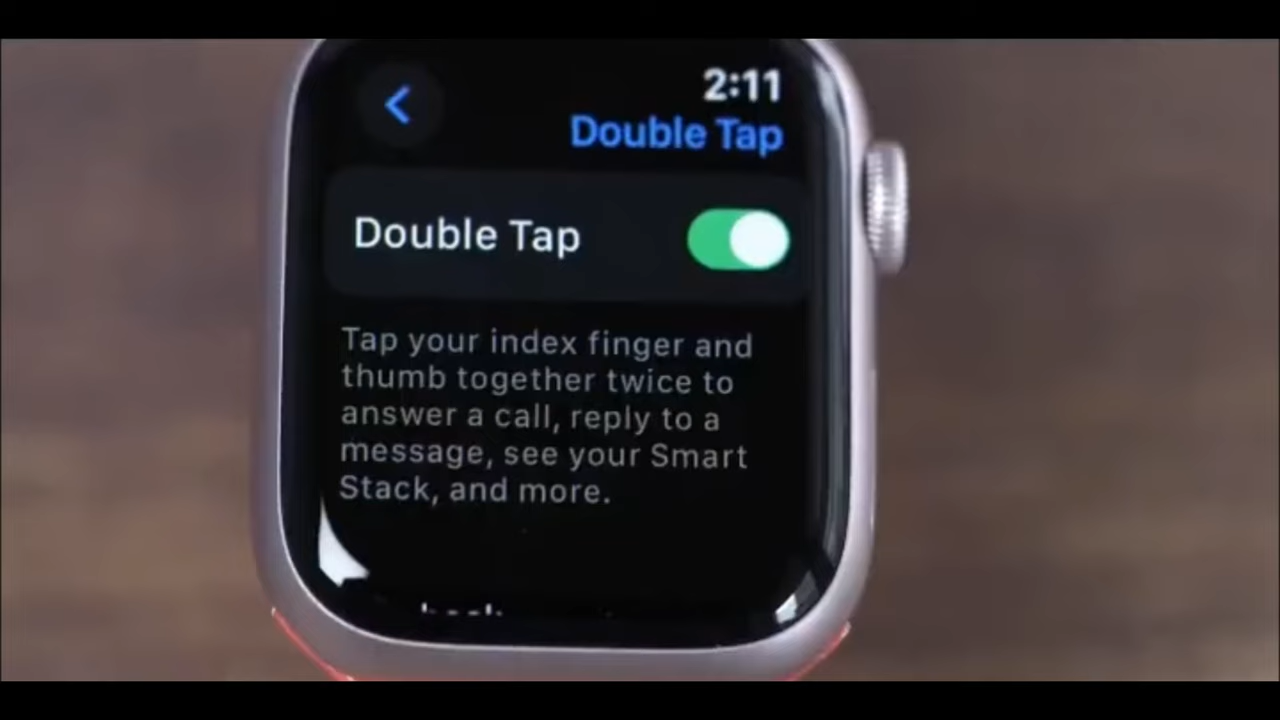 2:11
Double Tap
Double Tap
Tap your index finger and
thumb together twice to
answer a call, reply to a
message, see your Smart
Stack, and more.